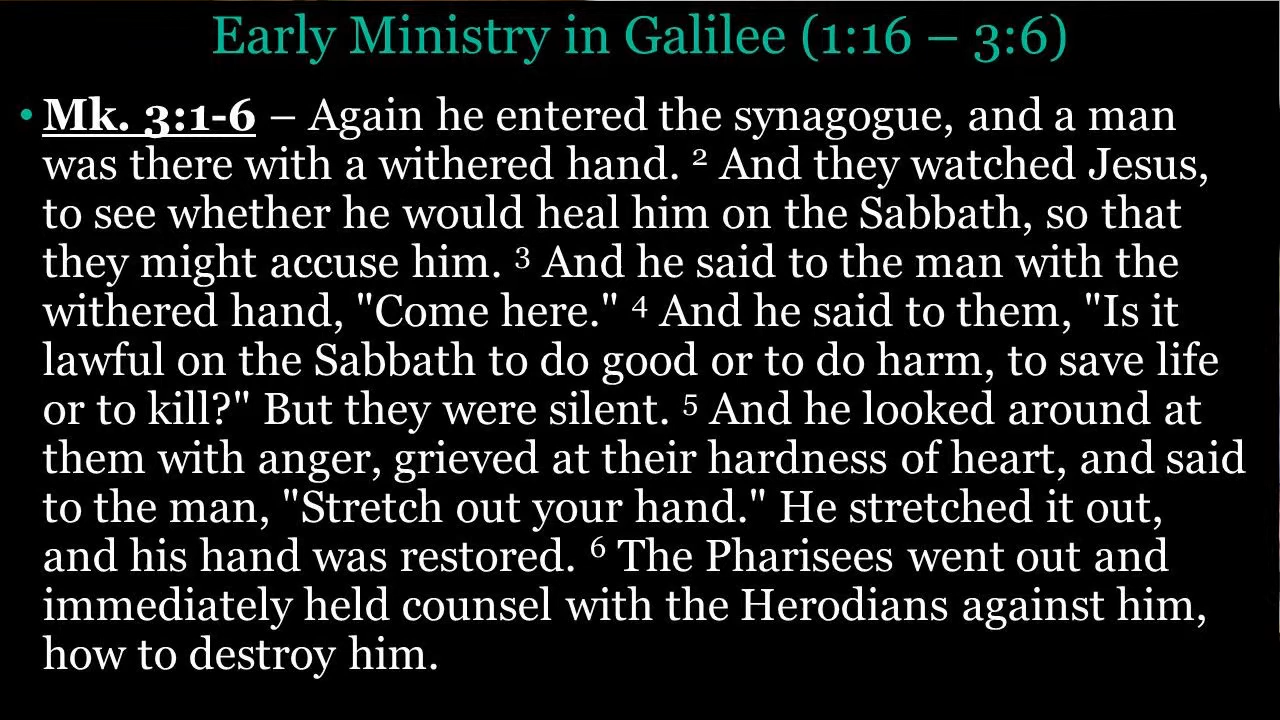 Early Ministry in Galilee (1:16 – 3:6)
• Mk. 3:1-6 – Again he entered the synagogue, and a man
was there with a withered hand. ² And they watched Jesus,
to see whether he would heal him on the Sabbath, so that
they might accuse him. ³ And he said to the man with the
withered hand, "Come here." ⁴ And he said to them, "Is it
lawful on the Sabbath to do good or to do harm, to save life
or to kill?" But they were silent. ⁵ And he looked around at
them with anger, grieved at their hardness of heart, and said
to the man, "Stretch out your hand." He stretched it out,
and his hand was restored. ⁶ The Pharisees went out and
immediately held counsel with the Herodians against him,
how to destroy him.